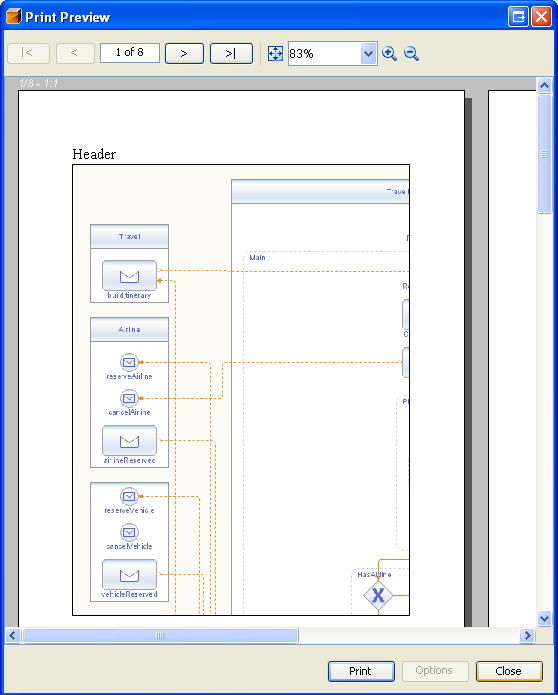 Print Preview
|< < 1 of 8 > >| 83%
1/8 - 1:1
Header
Travel
Main
Travel
buildItinerary
Airline
reserveAirline
cancelAirline
airlineReserved
reserveVehicle
cancelVehicle
HasAirline
X
vehicleReserved
Print Options Close